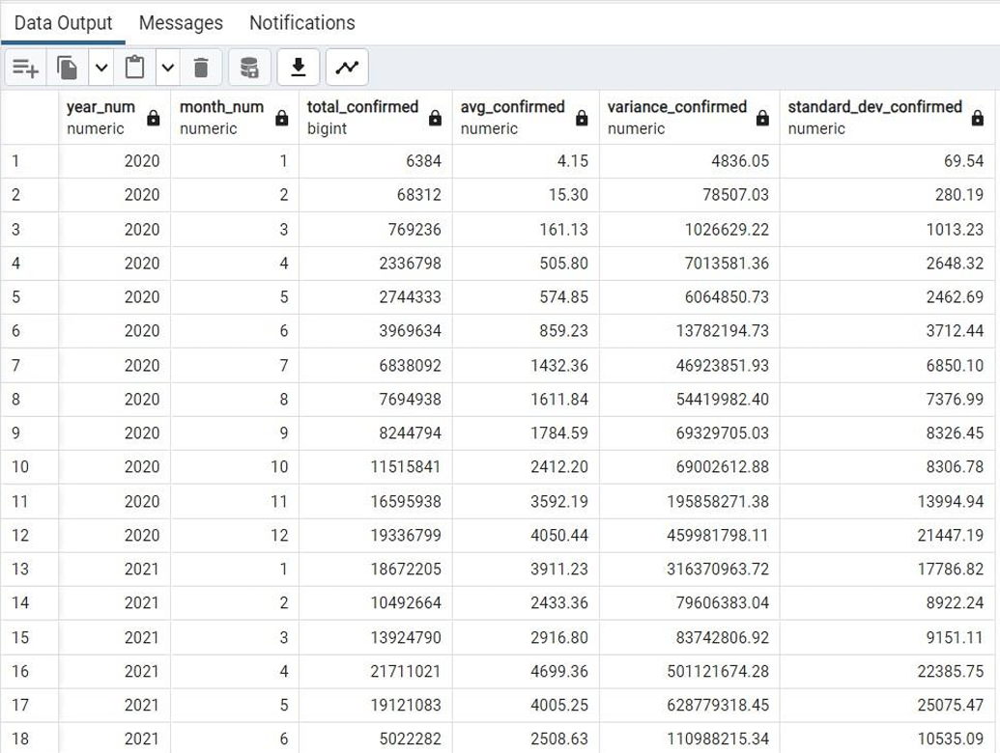 Data Output Messages Notifications
year_num month_num total_confirmed avg_confirmed variance_confirmed standard_dev_confirmed
numeric numeric bigint numeric numeric numeric
1 2020 1 6384 4.15 4836.05 69.54
2 2020 2 68312 15.30 78507.03 280.19
3 2020 3 769236 161.13 1026629.22 1013.23
4 2020 4 2336798 505.80 7013581.36 2648.32
5 2020 5 2744333 574.85 6064850.73 2462.69
6 2020 6 3969634 859.23 13782194.73 3712.44
7 2020 7 6838092 1432.36 46923851.93 6850.10
8 2020 8 7694938 1611.84 54419982.40 7376.99
9 2020 9 8244794 1784.59 69329705.03 8326.45
10 2020 10 11515841 2412.20 69002612.88 8306.78
11 2020 11 16595938 3592.19 195858271.38 13994.94
12 2020 12 19336799 4050.44 459981798.11 21447.19
13 2021 1 18672205 3911.23 316370963.72 17786.82
14 2021 2 10492664 2433.36 79606383.04 8922.24
15 2021 3 13924790 2916.80 83742806.92 9151.11
16 2021 4 21711021 4699.36 501121674.28 22385.75
17 2021 5 19121083 4005.25 628779318.45 25075.47
18 2021 6 5022282 2508.63 110988215.34 10535.09